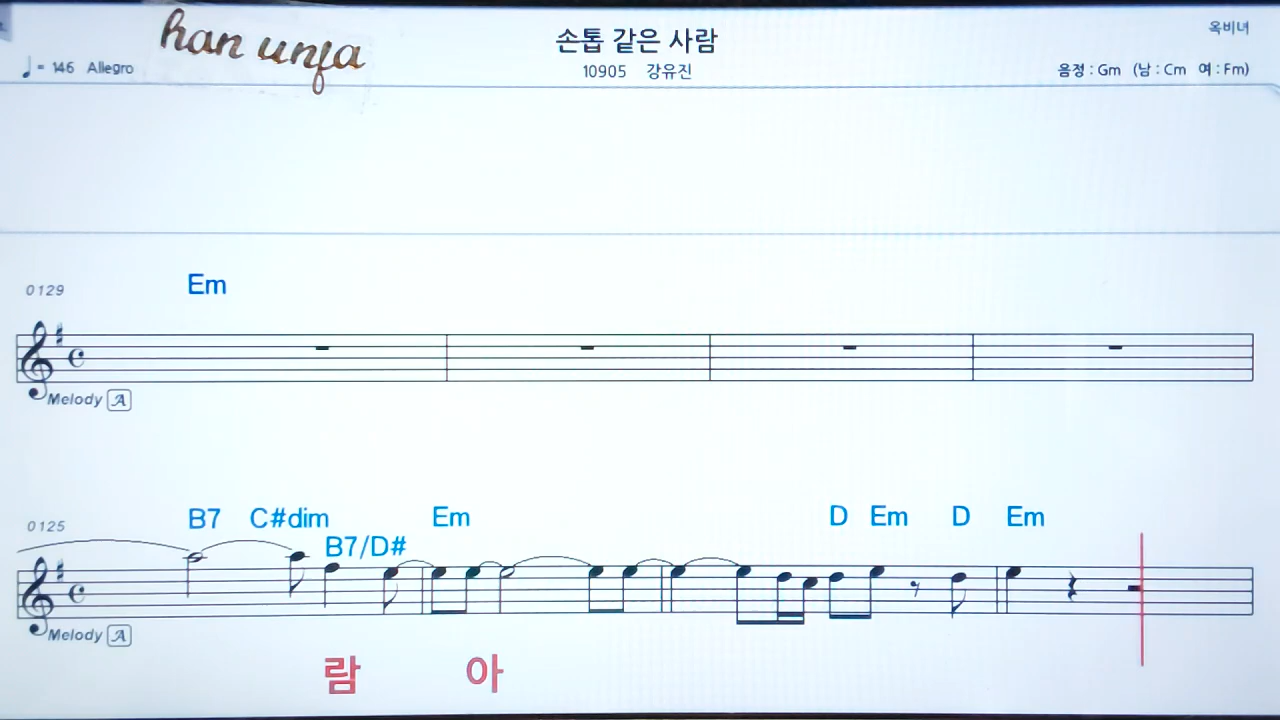 han unja
손톱 같은 사람
옥비녀
♩ = 146 Allegro
10905 강유진
음정 : Gm (남 : Cm 여 : Fm)
0129 Em
Melody A
0125 B7 C#dim Em D Em D Em
B7/D#
Melody A
람 아